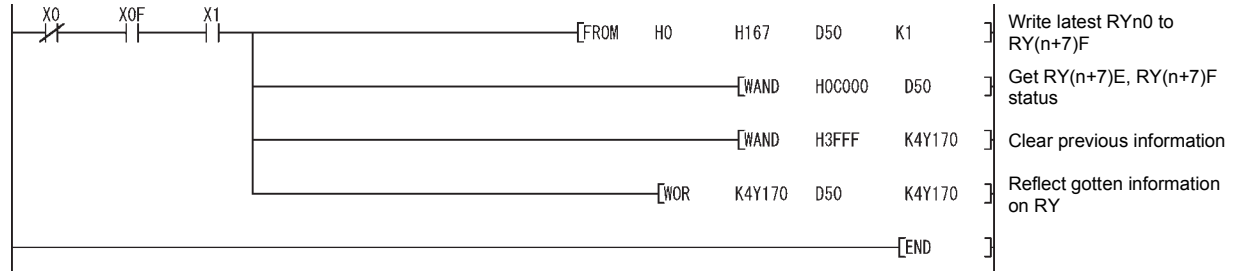 X0 X0F X1
[FROM H0 H167 D50 K1 ]
Write latest RYn0 to
RY(n+7)F
[WAND H0C000 D50 ]
Get RY(n+7)E, RY(n+7)F
status
[WAND H3FFF K4Y170 ]
Clear previous information
[WOR K4Y170 D50 K4Y170 ]
Reflect gotten information
on RY
[END ]